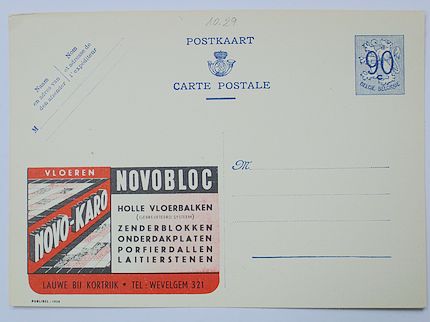 10.29
POSTKAART
CARTE POSTALE
90
C
BELGIE-BELGIQUE
Nom
et adresse de
l'expéditeur
Naam
en adres van
den afzender
M
VLOEREN
NOVO-KARO
NOVOBLOC
HOLLE VLOERBALKEN
(GEBREVETEERD SYSTEEM)
ZENDERBLOKKEN
ONDERDAKPLATEN
PORFIERDALLEN
LAITIERSTENEN
LAUWE BIJ KORTRIJK • TEL: WEVELGEM 321
M.
PUBLIBEL